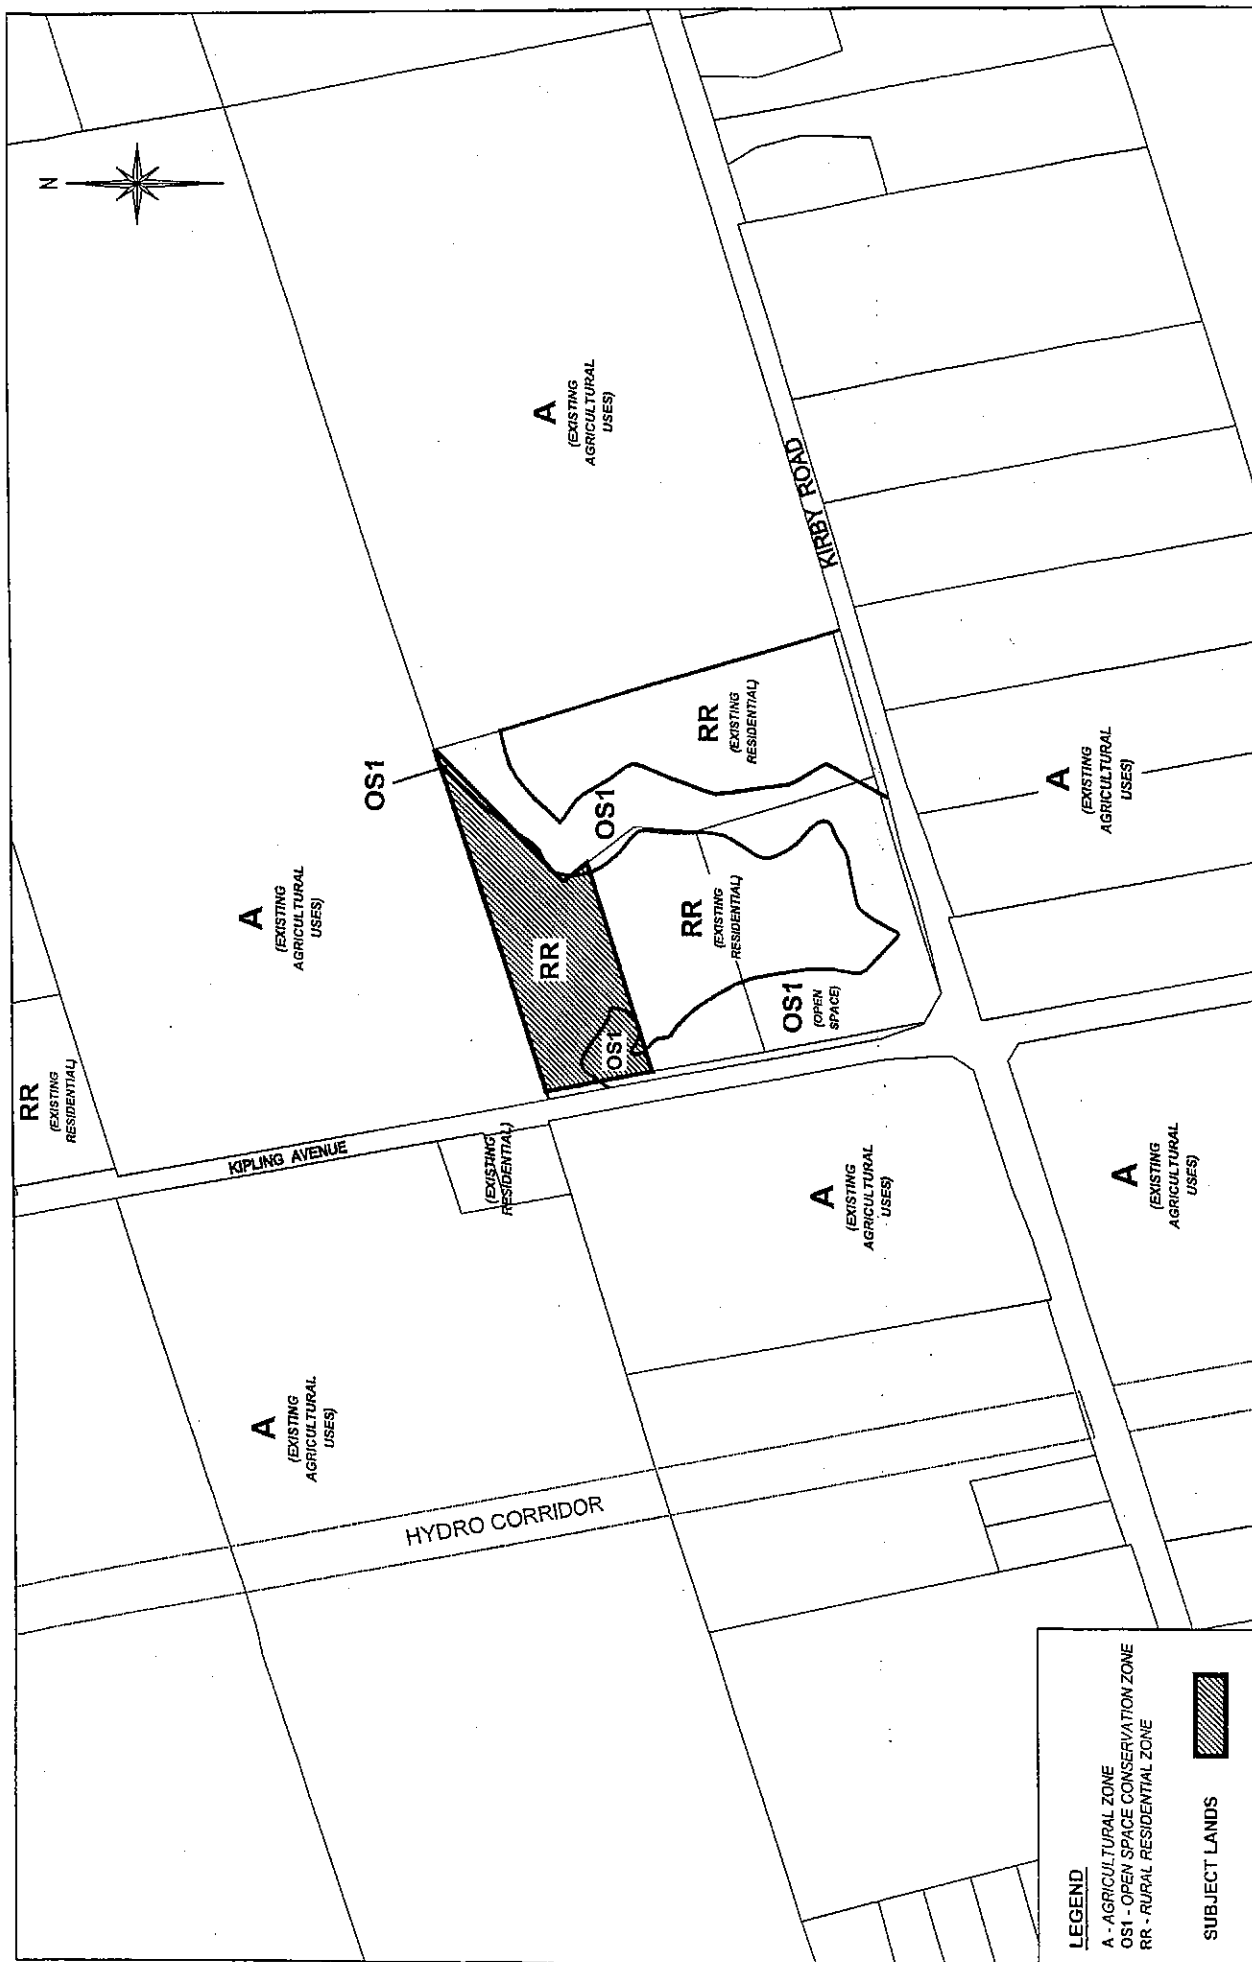 N
RR
(EXISTING
RESIDENTIAL)
A
(EXISTING
AGRICULTURAL
USES)
OS1
A
(EXISTING
AGRICULTURAL
USES)
KIPLING AVENUE
(EXISTING
RESIDENTIAL)
RR
OS1
OS1
RR
(EXISTING
RESIDENTIAL)
RR
(EXISTING
RESIDENTIAL)
OS1
(OPEN
SPACE)
KIRBY ROAD
A
(EXISTING
AGRICULTURAL
USES)
A
(EXISTING
AGRICULTURAL
USES)
HYDRO CORRIDOR
A
(EXISTING
AGRICULTURAL
USES)
A
(EXISTING
AGRICULTURAL
USES)
LEGEND
A - AGRICULTURAL ZONE
OS1 - OPEN SPACE CONSERVATION ZONE
RR - RURAL RESIDENTIAL ZONE
SUBJECT LANDS